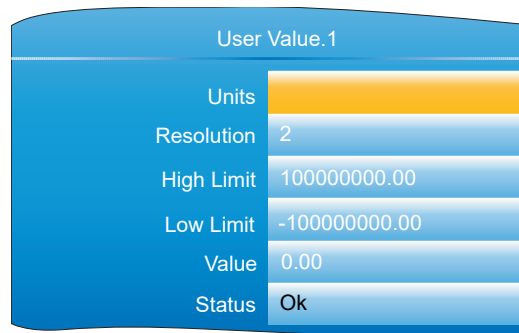 User Value.1
Units
Resolution 2
High Limit 100000000.00
Low Limit -100000000.00
Value 0.00
Status Ok